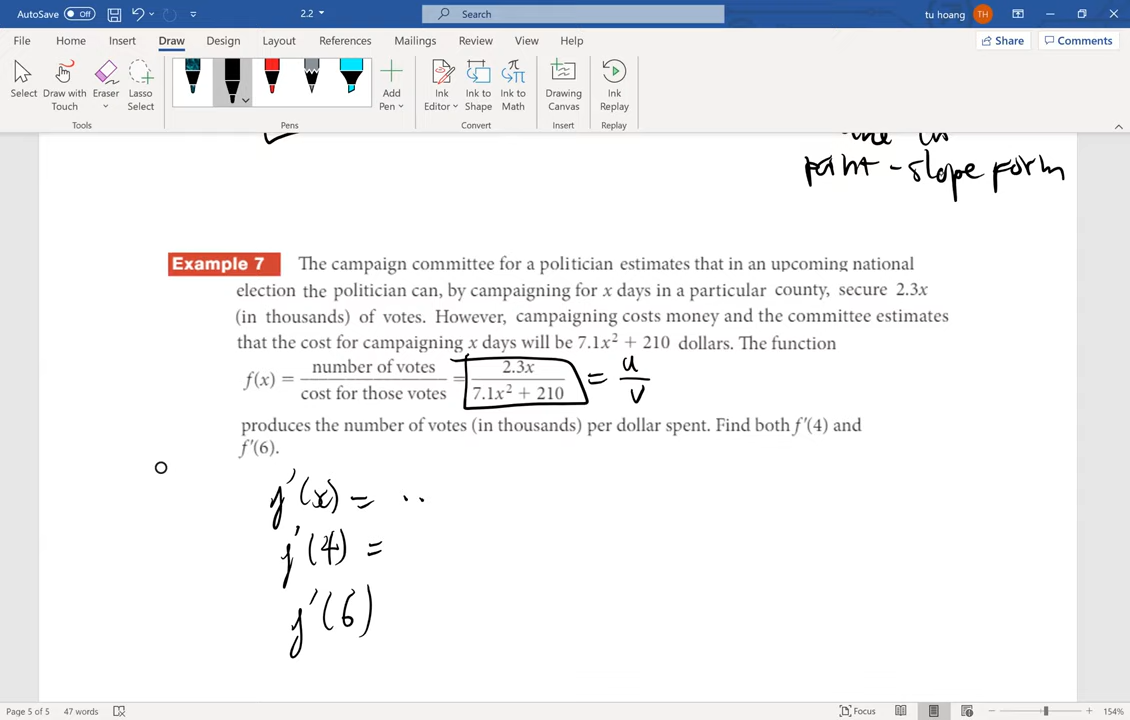 AutoSave Off 2.2 Search tu hoang TH
File Home Insert Draw Design Layout References Mailings Review View Help Share Comments
Select Draw with Touch Eraser Lasso Select Add Pen Ink Editor Ink to Shape Ink to Math Drawing Canvas Ink Replay
Tools Pens Convert Insert Replay
point - slope form
Example 7 The campaign committee for a politician estimates that in an upcoming national
election the politician can, by campaigning for x days in a particular county, secure 2.3x
(in thousands) of votes. However, campaigning costs money and the committee estimates
that the cost for campaigning x days will be 7.1x² + 210 dollars. The function
f(x) = number of votes / cost for those votes = 2.3x / 7.1x² + 210 = u / v
produces the number of votes (in thousands) per dollar spent. Find both f′(4) and
f′(6).
f′(x) = ..
f′(4) =
f′(6)
Page 5 of 5 47 words Focus 154%